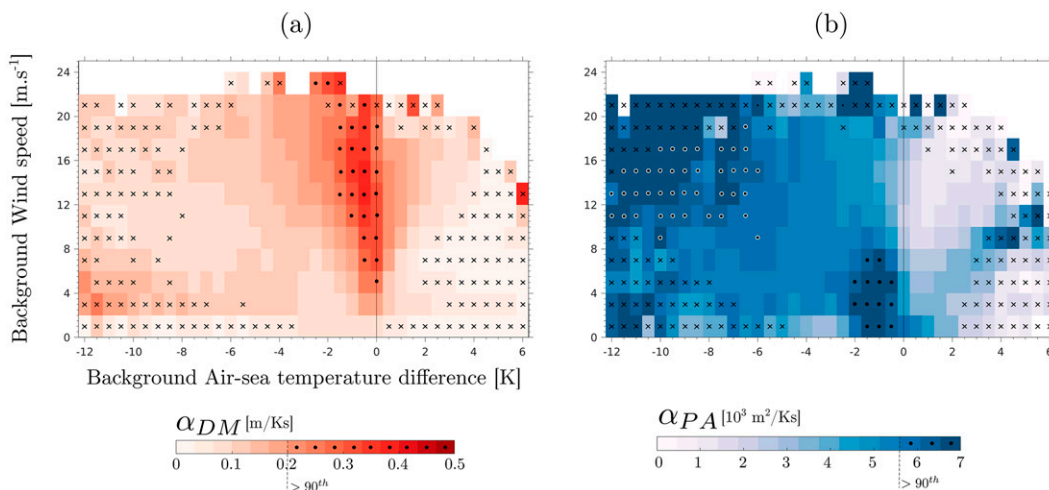 (a)
(b)
Background Wind speed [m.s⁻¹]
24
20
16
12
8
4
0
-12 -10 -8 -6 -4 -2 0 2 4 6
24
20
16
12
8
4
0
-12 -10 -8 -6 -4 -2 0 2 4 6
Background Air-sea temperature difference [K]
α_DM [m/Ks]
0 0.1 0.2 0.3 0.4 0.5
> 90ᵗʰ
α_PA [10³ m²/Ks]
0 1 2 3 4 5 6 7
> 90ᵗʰ